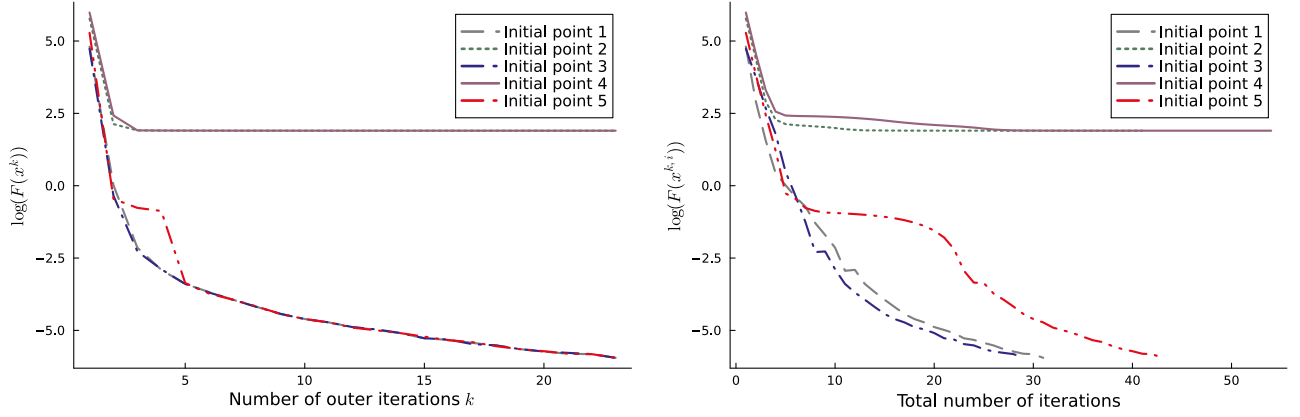 5.0
2.5
0.0
−2.5
−5.0
log(F(x^k))
5
10
15
20
Number of outer iterations k
Initial point 1
Initial point 2
Initial point 3
Initial point 4
Initial point 5
5.0
2.5
0.0
−2.5
−5.0
log(F(x^{k,i}))
0
10
20
30
40
50
Total number of iterations
Initial point 1
Initial point 2
Initial point 3
Initial point 4
Initial point 5